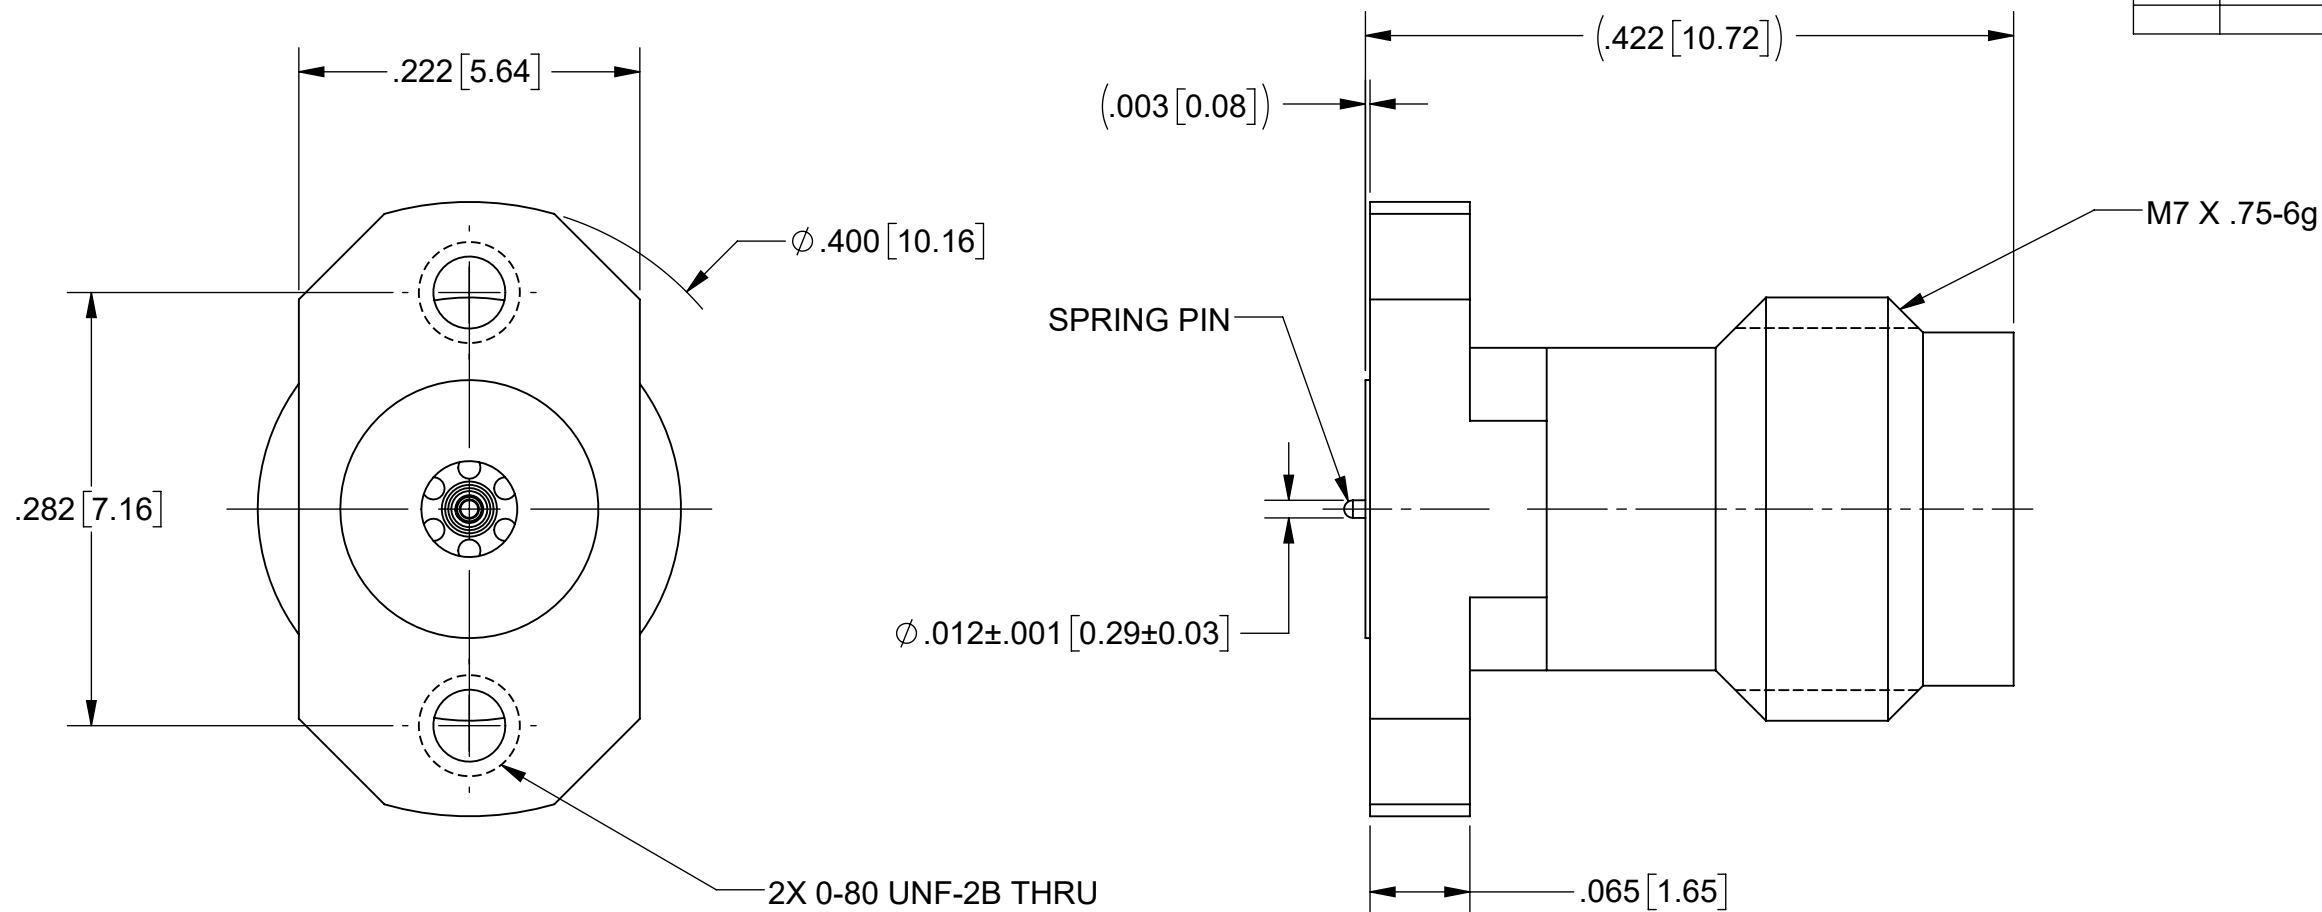 (.422[10.72])
.222[5.64]
(.003[0.08])
M7 X .75-6g
⌀.400[10.16]
SPRING PIN
.282[7.16]
⌀.012±.001[0.29±0.03]
2X 0-80 UNF-2B THRU
.065[1.65]